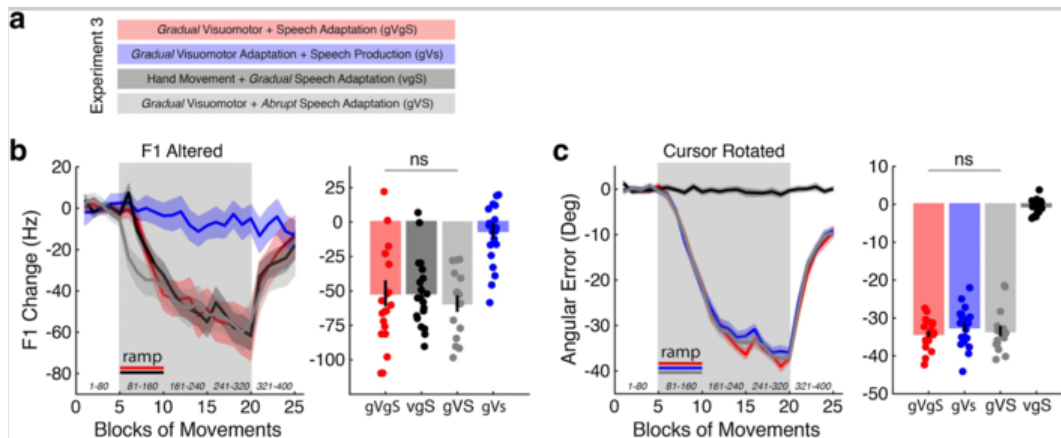 a
Experiment 3
Gradual Visuomotor + Speech Adaptation (gVgS)
Gradual Visuomotor Adaptation + Speech Production (gVs)
Hand Movement + Gradual Speech Adaptation (vgS)
Gradual Visuomotor + Abrupt Speech Adaptation (gVS)
b
F1 Altered
F1 Change (Hz)
20
0
-20
-40
-60
-80
ramp
1-80 81-160 161-240 241-320 321-400
0 5 10 15 20 25
Blocks of Movements
ns
25
0
-25
-50
-75
-100
gVgS vgS gVS gVs
c
Cursor Rotated
Angular Error (Deg)
0
-10
-20
-30
-40
ramp
1-80 81-160 161-240 241-320 321-400
0 5 10 15 20 25
Blocks of Movements
ns
10
0
-10
-20
-30
-40
-50
gVgS gVs gVS vgS